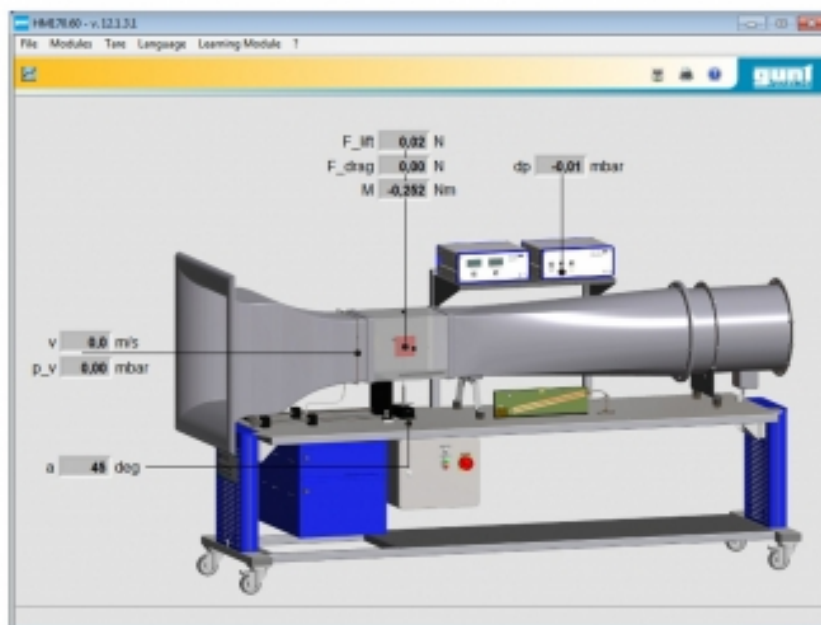 HM170.60 - v. 12.1.3.1
File Modules Tare Language Learning Module ?
gunt
F_lift 0,02 N
F_drag 0,00 N
M -0,252 Nm
dp -0,01 mbar
v 0,0 m/s
p_v 0,00 mbar
a 45 deg